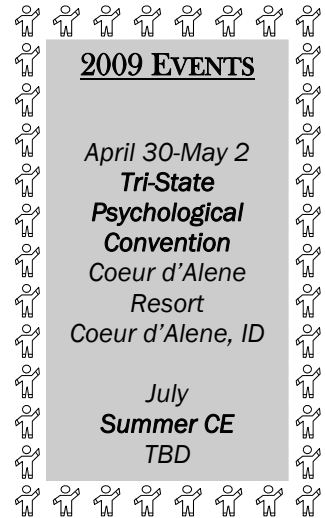 2009 EVENTS
April 30-May 2
Tri-State
Psychological
Convention
Coeur d'Alene
Resort
Coeur d'Alene, ID
July
Summer CE
TBD